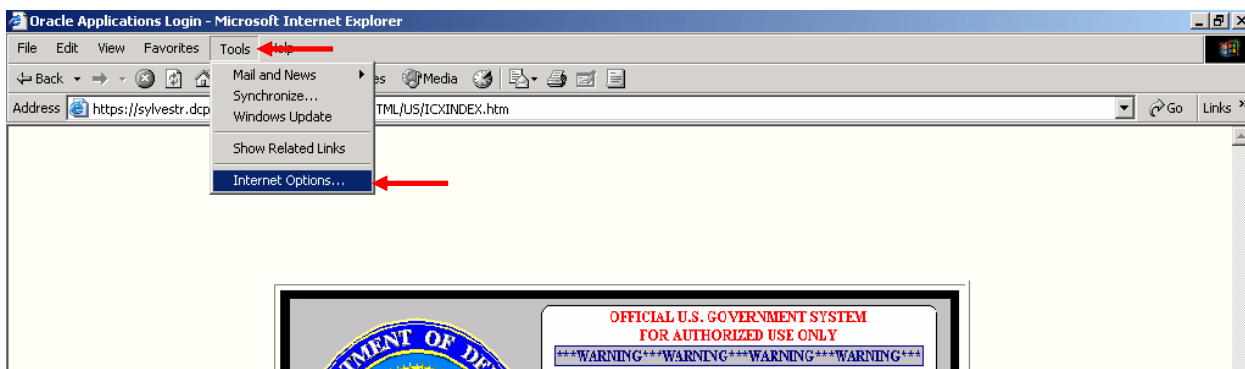 Oracle Applications Login - Microsoft Internet Explorer
File Edit View Favorites Tools Help
Back Media
Mail and News
Synchronize...
Windows Update
Show Related Links
Internet Options...
Address https://sylvestr.dcp TML/US/ICXINDEX.htm Go Links »
OFFICIAL U.S. GOVERNMENT SYSTEM
FOR AUTHORIZED USE ONLY
***WARNING***WARNING***WARNING***WARNING***